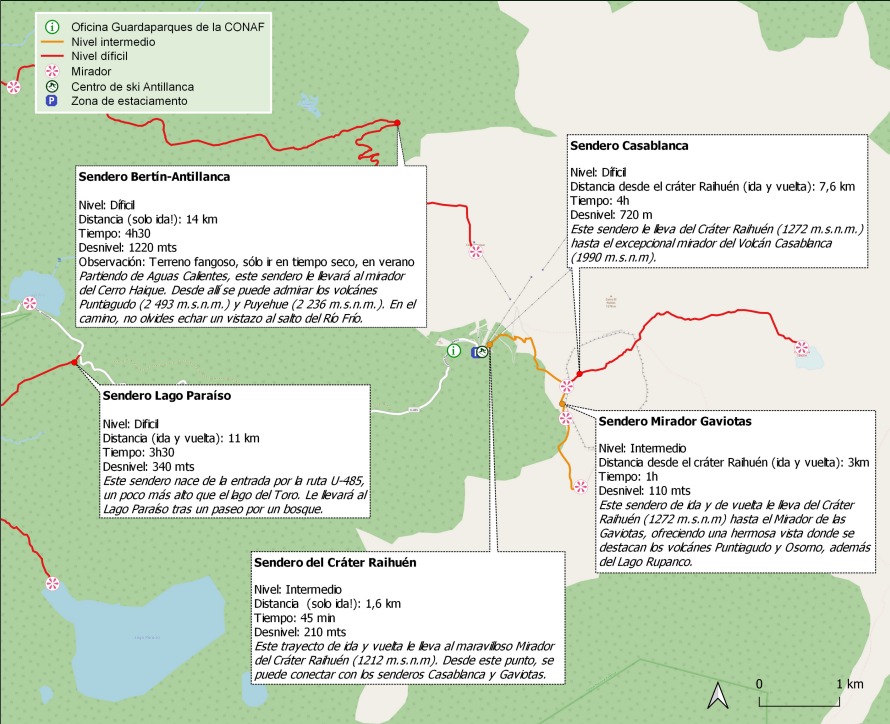 Oficina Guardaparques de la CONAF
Nivel intermedio
Nivel díficil
Mirador
Centro de ski Antillanca
Zona de estaciamento
Sendero Casablanca
Nivel: Díficil
Distancia desde el cráter Raihuén (ida y vuelta): 7,6 km
Tiempo: 4h
Desnivel: 720 m
Este sendero le lleva del Cráter Raihuén (1272 m.s.n.m.)
hasta el excepcional mirador del Volcán Casablanca
(1990 m.s.n.m).
Sendero Bertín-Antillanca
Nivel: Díficil
Distancia (solo ida!): 14 km
Tiempo: 4h30
Desnivel: 1220 mts
Observación: Terreno fangoso, sólo ir en tiempo seco, en verano
Partiendo de Aguas Calientes, este sendero le llevará al mirador
del Cerro Haique. Desde allí se puede admirar los volcánes
Puntiagudo (2 493 m.s.n.m.) y Puyehue (2 236 m.s.n.m.). En el
camino, no olvides echar un vistazo al salto del Río Frío.
Sendero Lago Paraíso
Nivel: Dificil
Distancia (ida y vuelta): 11 km
Tiempo: 3h30
Desnivel: 340 mts
Este sendero nace de la entrada por la ruta U-485,
un poco más alto que el lago del Toro. Le llevará al
Lago Paraíso tras un paseo por un bosque.
Sendero Mirador Gaviotas
Nivel: Intermedio
Distancia desde el cráter Raihuén (ida y vuelta): 3km
Tiempo: 1h
Desnivel: 110 mts
Este sendero de ida y de vuelta le lleva del Cráter
Raihuén (1272 m.s.n.m) hasta el Mirador de las
Gaviotas, ofreciendo una hermosa vista donde se
destacan los volcánes Puntiagudo y Osorno, además
del Lago Rupanco.
Sendero del Cráter Raihuén
Nivel: Intermedio
Distancia (solo ida!): 1,6 km
Tiempo: 45 min
Desnivel: 210 mts
Este trayecto de ida y vuelta le lleva al maravilloso Mirador
del Cráter Raihuén (1212 m.s.n.m). Desde este punto, se
puede conectar con los senderos Casablanca y Gaviotas.
0 1 km